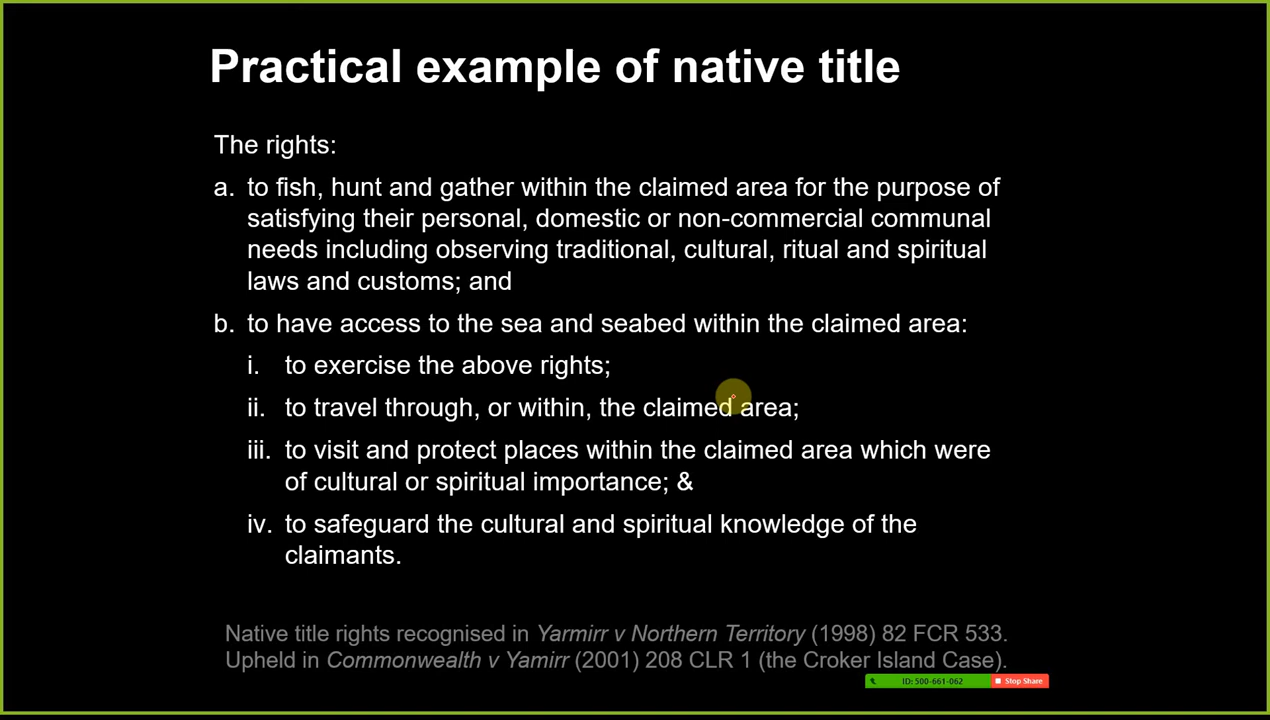 Practical example of native title
The rights:
a. to fish, hunt and gather within the claimed area for the purpose of
satisfying their personal, domestic or non-commercial communal
needs including observing traditional, cultural, ritual and spiritual
laws and customs; and
b. to have access to the sea and seabed within the claimed area:
i. to exercise the above rights;
ii. to travel through, or within, the claimed area;
iii. to visit and protect places within the claimed area which were
of cultural or spiritual importance; &
iv. to safeguard the cultural and spiritual knowledge of the
claimants.
Native title rights recognised in Yarmirr v Northern Territory (1998) 82 FCR 533.
Upheld in Commonwealth v Yamirr (2001) 208 CLR 1 (the Croker Island Case).
ID: 500-661-062 Stop Share